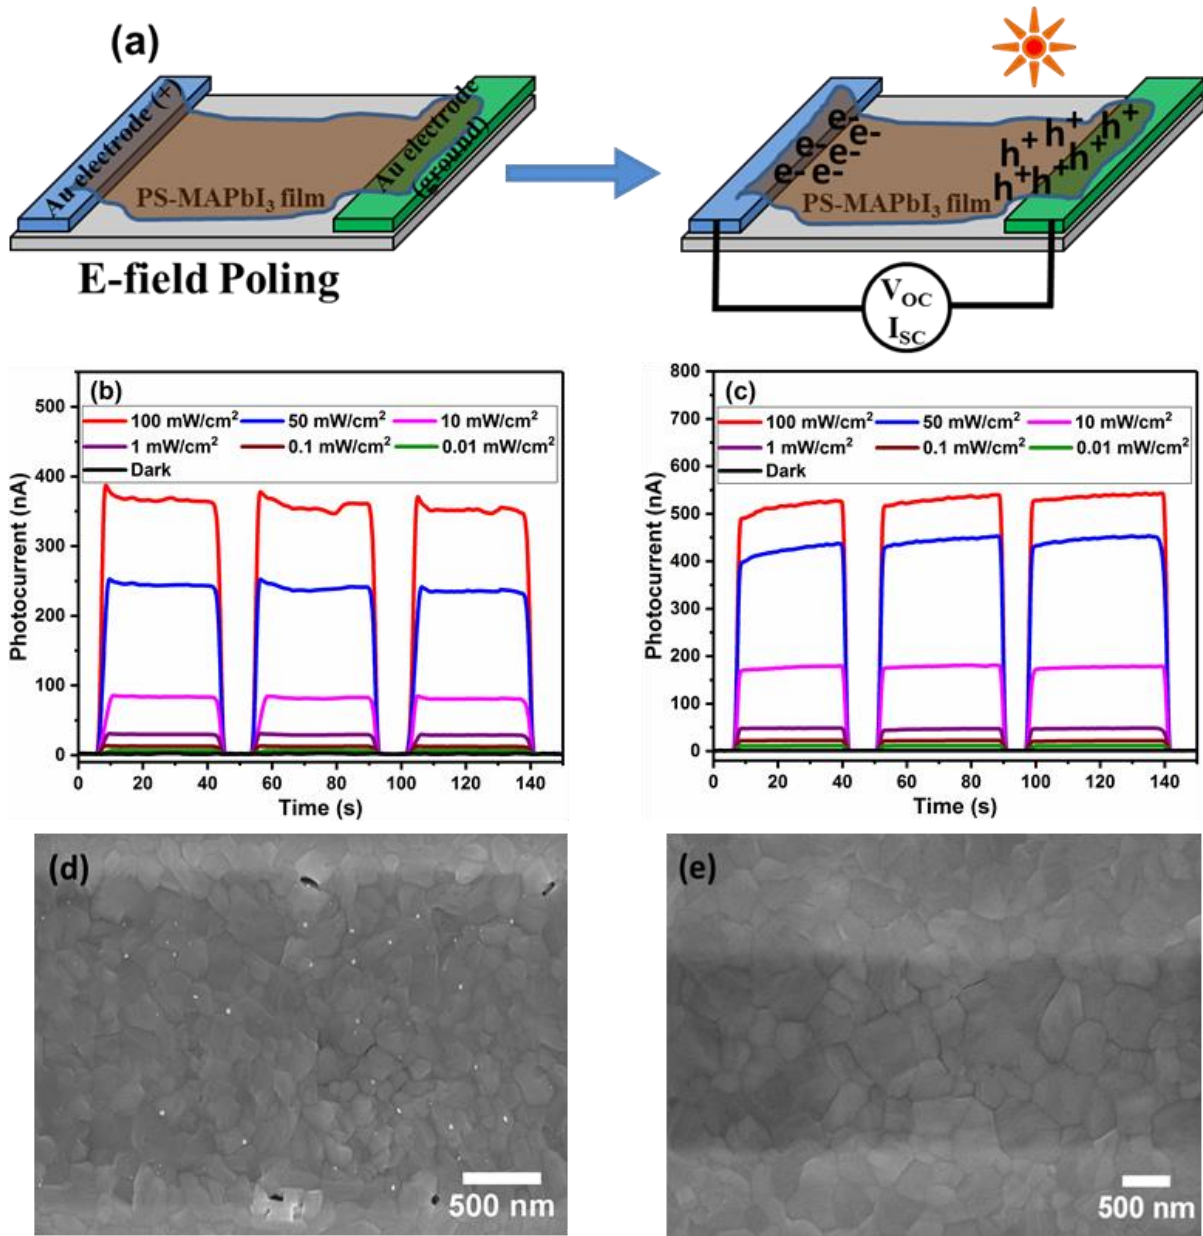 (a)
Au electrode (+)
Au electrode
(ground)
PS-MAPbI₃ film
E-field Poling
e- e- e- e- e- e-
h⁺ h⁺ h⁺ h⁺ h⁺ h⁺ h⁺
PS-MAPbI₃ film
V_OC
I_SC
(b)
100 mW/cm² 50 mW/cm² 10 mW/cm²
1 mW/cm² 0.1 mW/cm² 0.01 mW/cm²
Dark
Photocurrent (nA)
500
400
300
200
100
0
0 20 40 60 80 100 120 140
Time (s)
(c)
100 mW/cm² 50 mW/cm² 10 mW/cm²
1 mW/cm² 0.1 mW/cm² 0.01 mW/cm²
Dark
Photocurrent (nA)
800
700
600
500
400
300
200
100
0
0 20 40 60 80 100 120 140
Time (s)
(d)
500 nm
(e)
500 nm